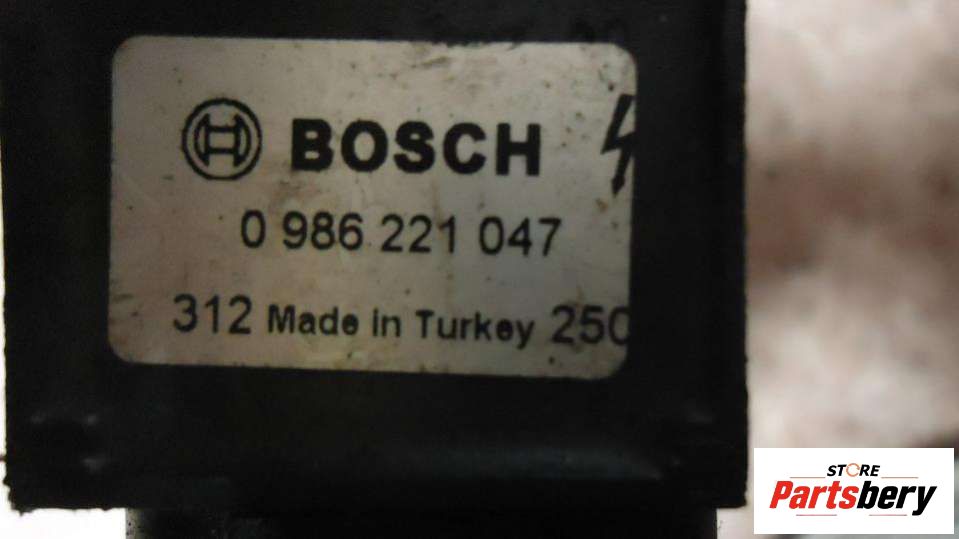 BOSCH
0 986 221 047
312 Made in Turkey 250
STORE
Partsbery